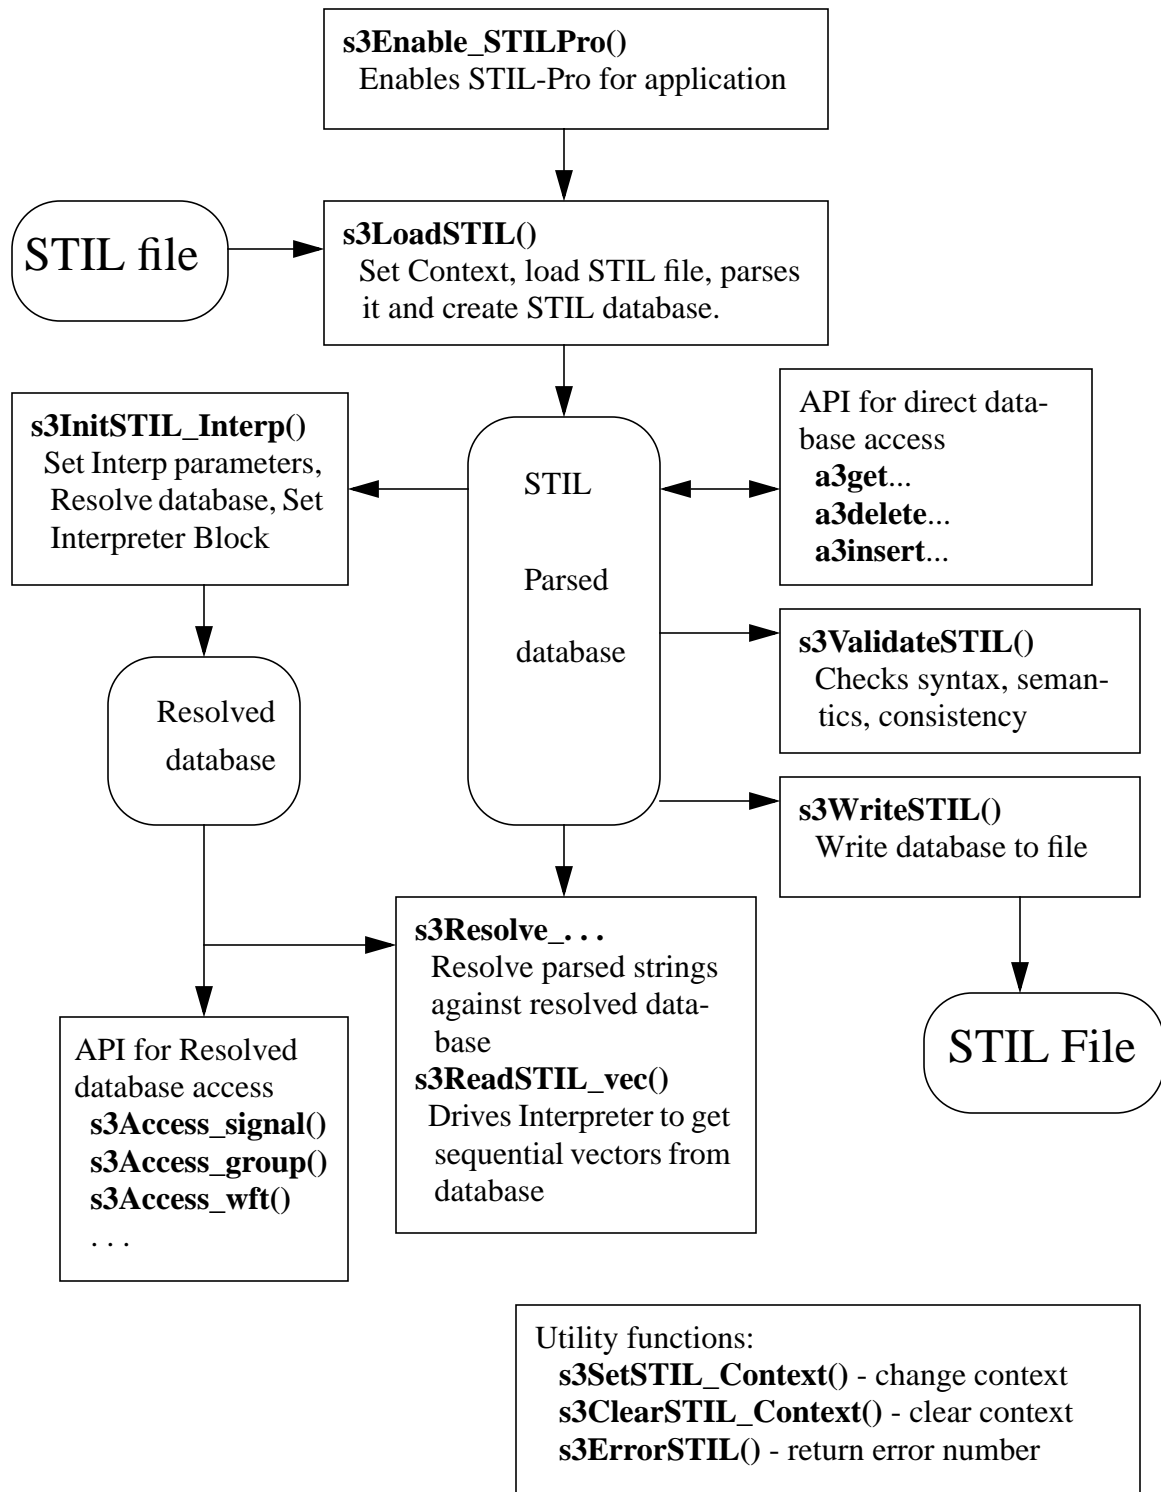 s3Enable_STILPro()
Enables STIL-Pro for application
STIL file
s3LoadSTIL()
Set Context, load STIL file, parses
it and create STIL database.
s3InitSTIL_Interp()
Set Interp parameters,
Resolve database, Set
Interpreter Block
STIL
Parsed
database
API for direct data-
base access
a3get...
a3delete...
a3insert...
s3ValidateSTIL()
Checks syntax, seman-
tics, consistency
Resolved
database
s3WriteSTIL()
Write database to file
s3Resolve_. . .
Resolve parsed strings
against resolved data-
base
s3ReadSTIL_vec()
Drives Interpreter to get
sequential vectors from
database
STIL File
API for Resolved
database access
s3Access_signal()
s3Access_group()
s3Access_wft()
. . .
Utility functions:
s3SetSTIL_Context() - change context
s3ClearSTIL_Context() - clear context
s3ErrorSTIL() - return error number